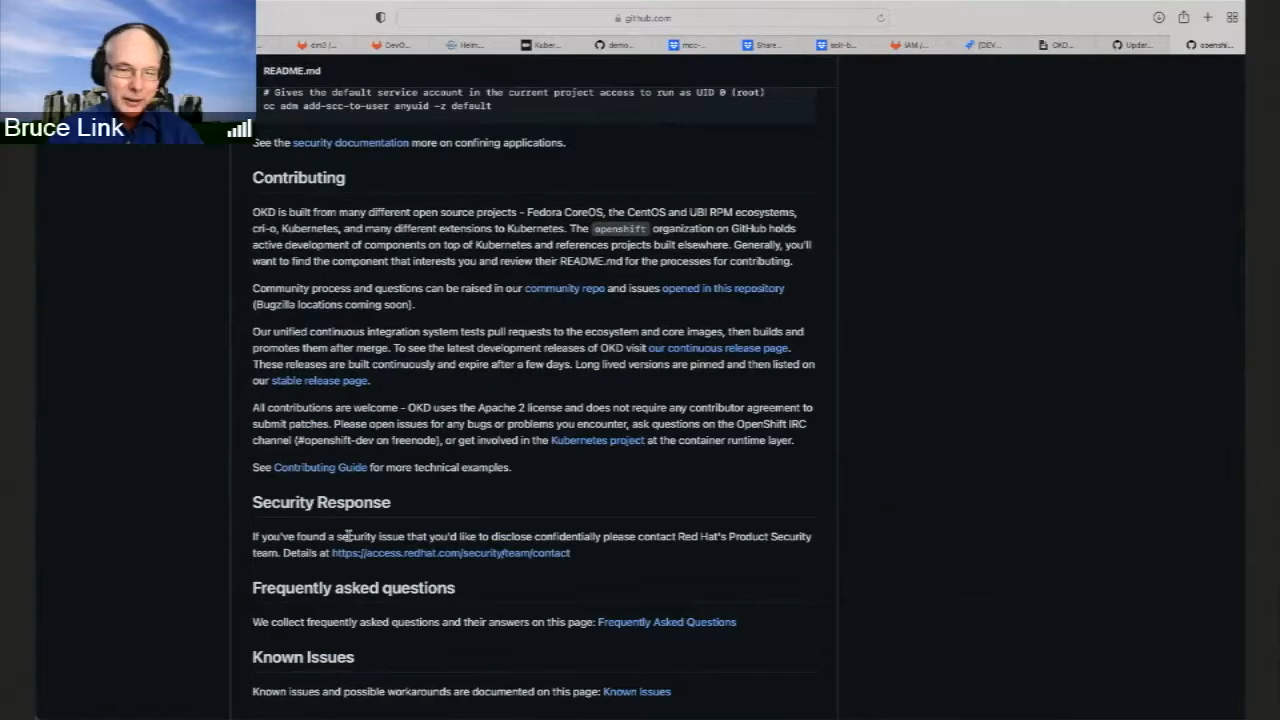 github.com
dm3 /...
DevO...
Helm...
Kuber...
demo...
mcc-...
Share...
self-b...
IAM /...
[DEV...
OKD...
Updat...
openshi...
Bruce Link
README.md
# Gives the default service account in the current project access to run as UID 0 (root)
oc adm add-scc-to-user anyuid -z default
See the security documentation more on confining applications.
Contributing
OKD is built from many different open source projects - Fedora CoreOS, the CentOS and UBI RPM ecosystems,
cri-o, Kubernetes, and many different extensions to Kubernetes. The openshift organization on GitHub holds
active development of components on top of Kubernetes and references projects built elsewhere. Generally, you'll
want to find the component that interests you and review their README.md for the processes for contributing.
Community process and questions can be raised in our community repo and issues opened in this repository
(Bugzilla locations coming soon).
Our unified continuous integration system tests pull requests to the ecosystem and core images, then builds and
promotes them after merge. To see the latest development releases of OKD visit our continuous release page.
These releases are built continuously and expire after a few days. Long lived versions are pinned and then listed on
our stable release page.
All contributions are welcome - OKD uses the Apache 2 license and does not require any contributor agreement to
submit patches. Please open issues for any bugs or problems you encounter, ask questions on the OpenShift IRC
channel (#openshift-dev on freenode), or get involved in the Kubernetes project at the container runtime layer.
See Contributing Guide for more technical examples.
Security Response
If you've found a security issue that you'd like to disclose confidentially please contact Red Hat's Product Security
team. Details at https://access.redhat.com/security/team/contact
Frequently asked questions
We collect frequently asked questions and their answers on this page: Frequently Asked Questions
Known Issues
Known issues and possible workarounds are documented on this page: Known Issues